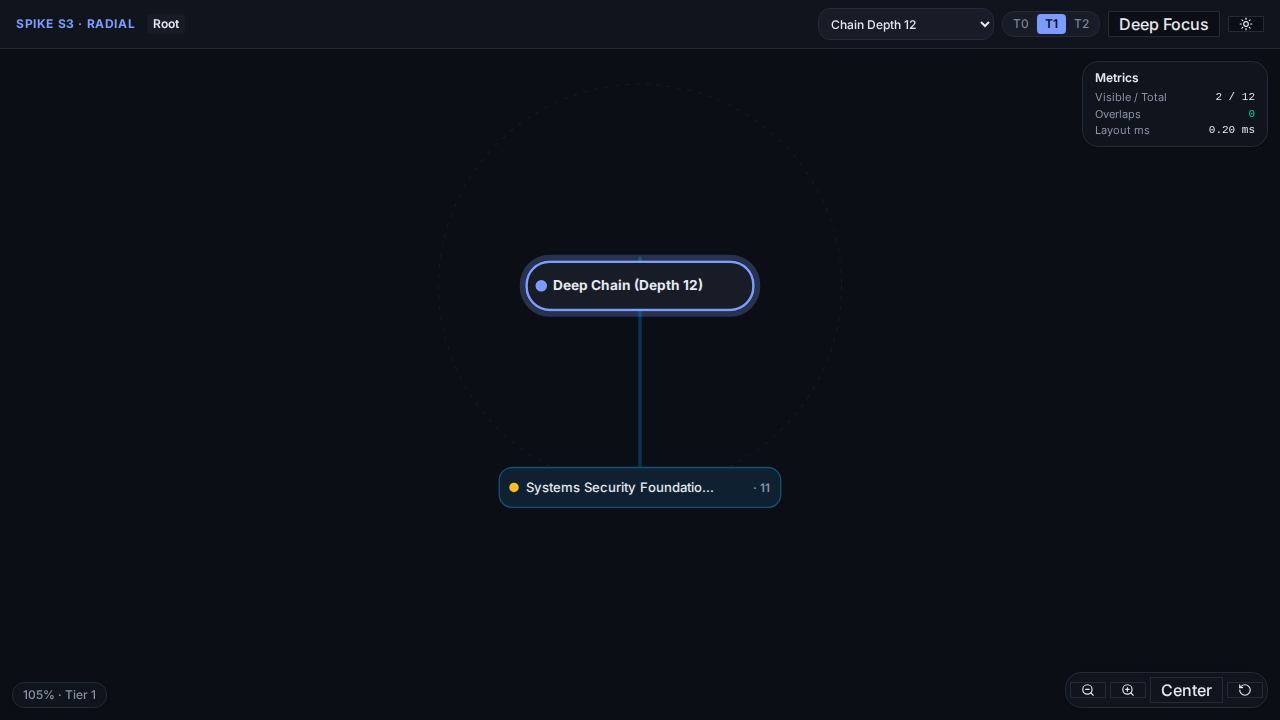 SPIKE S3 · RADIAL Root Chain Depth 12 T0 T1 T2 Deep Focus
Metrics
Visible / Total 2 / 12
Overlaps 0
Layout ms 0.20 ms
Deep Chain (Depth 12)
Systems Security Foundatio... · 11
105% · Tier 1 Center